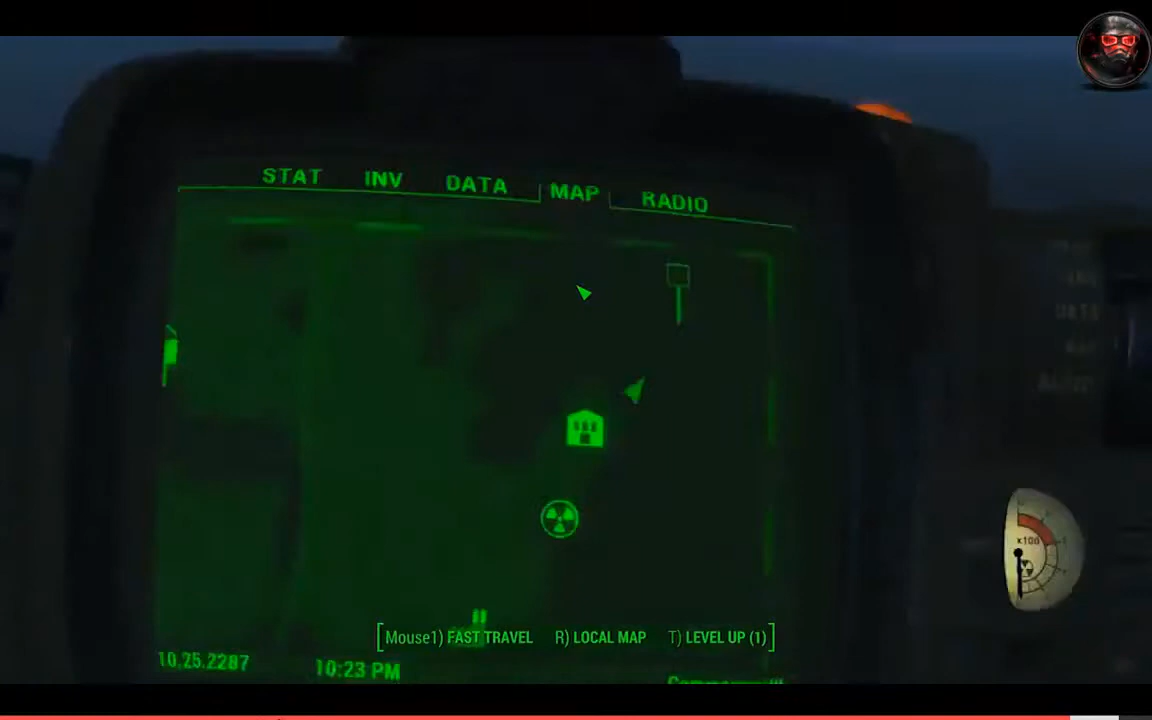 STAT INV DATA MAP RADIO
x100
Mouse1) FAST TRAVEL R) LOCAL MAP T) LEVEL UP (1)
10.25.2287 10:23 PM